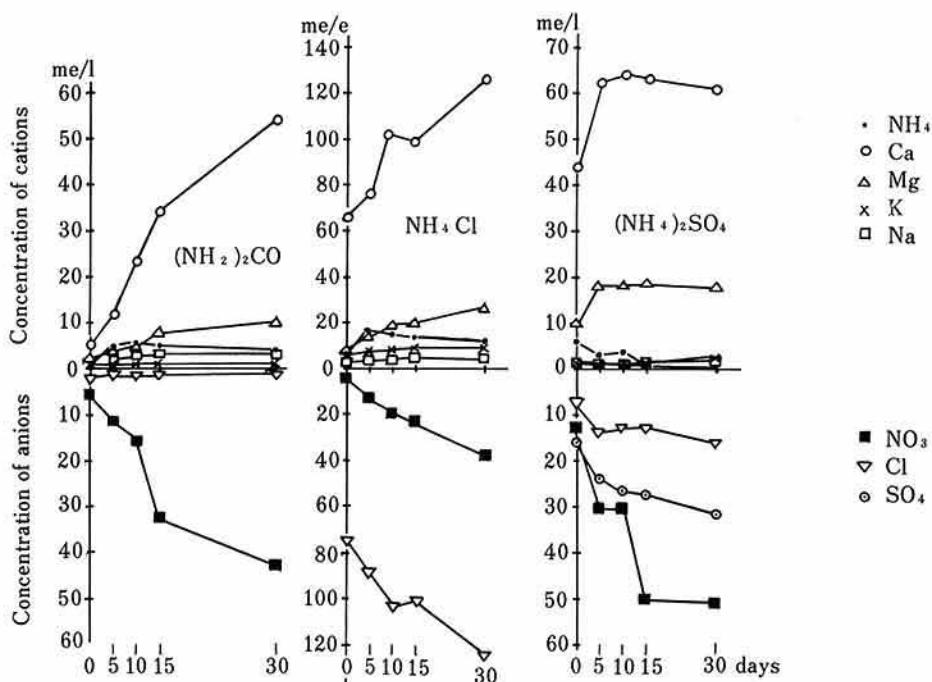 me/l
60
50
40
30
20
10
0
10
20
30
40
50
60
0 5 10 15 30
(NH₂)₂CO
me/e
140
120
100
80
60
40
20
0
20
40
60
80
100
120
0 5 10 15 30
NH₄Cl
me/l
70
60
50
40
30
20
10
0
10
20
30
40
50
60
0 5 10 15 30 days
(NH₄)₂SO₄
Concentration of cations
Concentration of anions
NH₄
Ca
Mg
K
Na
NO₃
Cl
SO₄